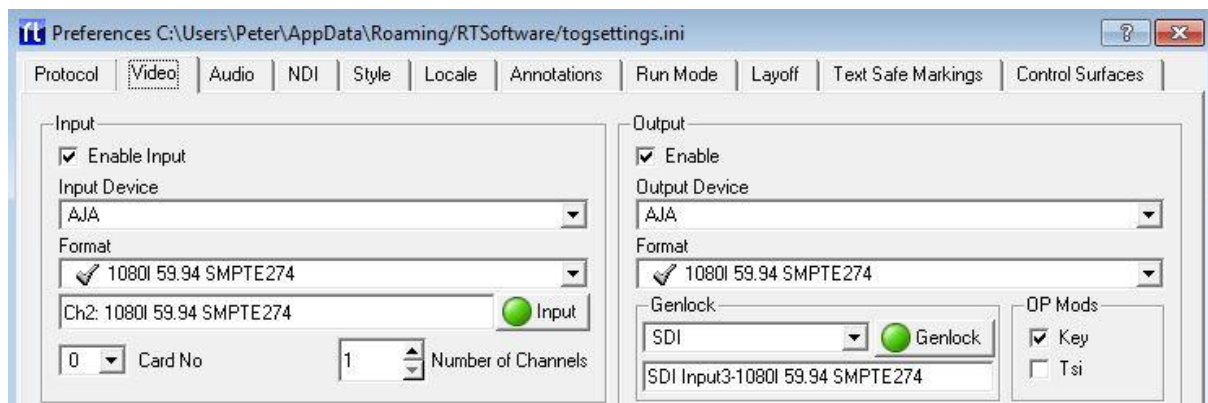 Preferences C:\Users\Peter\AppData\Roaming/RTSoftware/togsettings.ini
Protocol Video Audio NDI Style Locale Annotations Run Mode Layoff Text Safe Markings Control Surfaces
Input
Enable Input
Input Device
AJA
Format
1080I 59.94 SMPTE274
Ch2: 1080I 59.94 SMPTE274
Input
0
Card No
1
Number of Channels
Output
Enable
Output Device
AJA
Format
1080I 59.94 SMPTE274
Genlock
SDI
Genlock
SDI Input3-1080I 59.94 SMPTE274
OP Mods
Key
Tsi